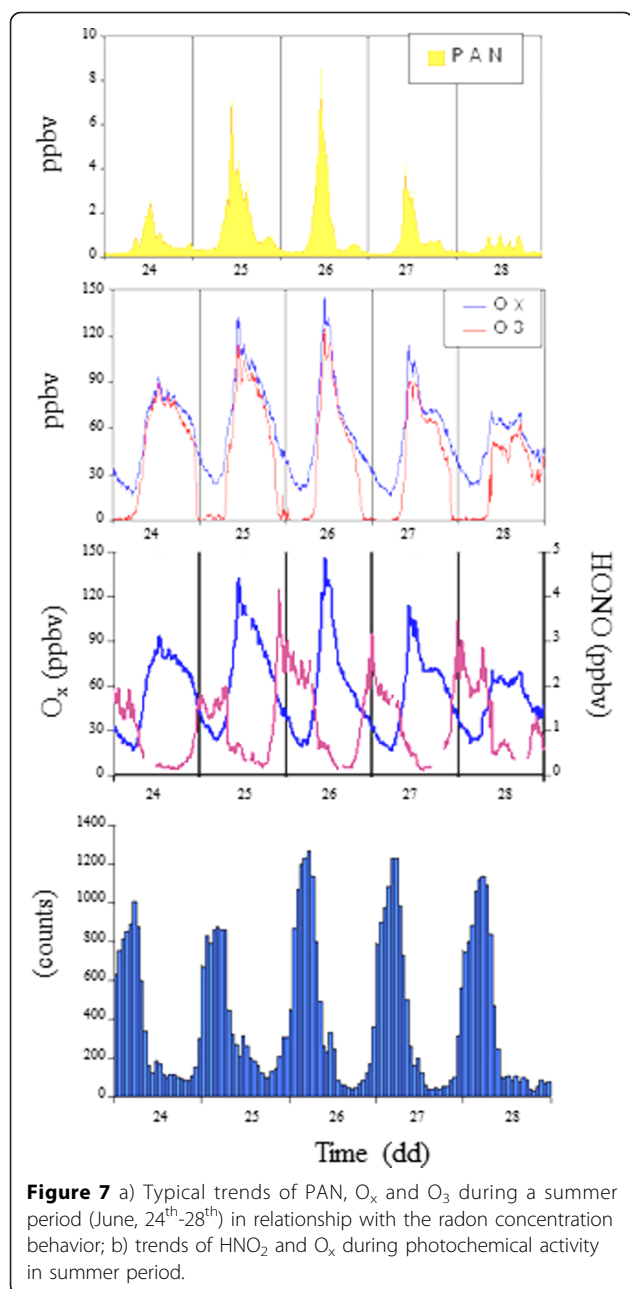 10
8
6
4
2
0
ppbv
PAN
24 25 26 27 28
150
120
90
60
30
0
ppbv
Ox
O3
24 25 26 27 28
150
120
90
60
30
0
Ox (ppbv)
5
4
3
2
1
0
HONO (ppbv)
24 25 26 27 28
1400
1200
1000
800
600
400
200
0
(counts)
24 25 26 27 28
Time (dd)
Figure 7 a) Typical trends of PAN, Ox and O3 during a summer
period (June, 24th-28th) in relationship with the radon concentration
behavior; b) trends of HNO2 and Ox during photochemical activity
in summer period.